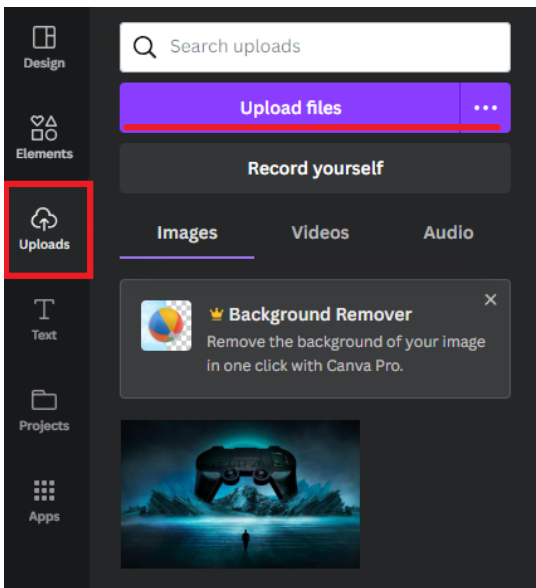 Design
Elements
Uploads
Text
Projects
Apps
Search uploads
Upload files
Record yourself
Images Videos Audio
Background Remover
Remove the background of your image
in one click with Canva Pro.